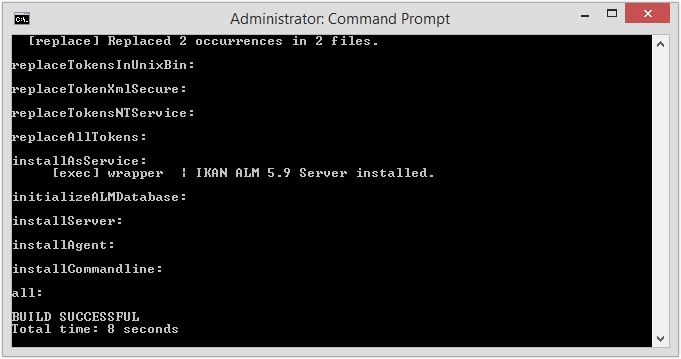 Administrator: Command Prompt
[replace] Replaced 2 occurrences in 2 files.
replaceTokensInUnixBin:
replaceTokenXmlSecure:
replaceTokensNTService:
replaceAllTokens:
installAsService:
[exec] wrapper | IKAN ALM 5.9 Server installed.
initializeALMDatabase:
installServer:
installAgent:
installCommandline:
all:
BUILD SUCCESSFUL
Total time: 8 seconds